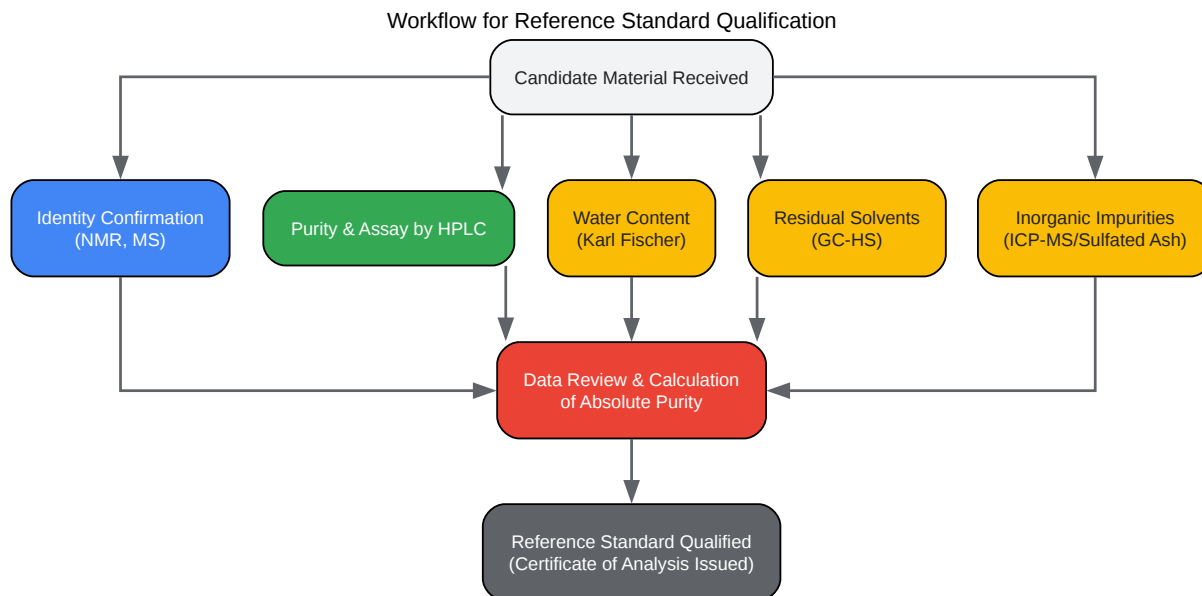 Workflow for Reference Standard Qualification
Candidate Material Received
Identity Confirmation
(NMR, MS)
Purity & Assay by HPLC
Water Content
(Karl Fischer)
Residual Solvents
(GC-HS)
Inorganic Impurities
(ICP-MS/Sulfated Ash)
Data Review & Calculation
of Absolute Purity
Reference Standard Qualified
(Certificate of Analysis Issued)